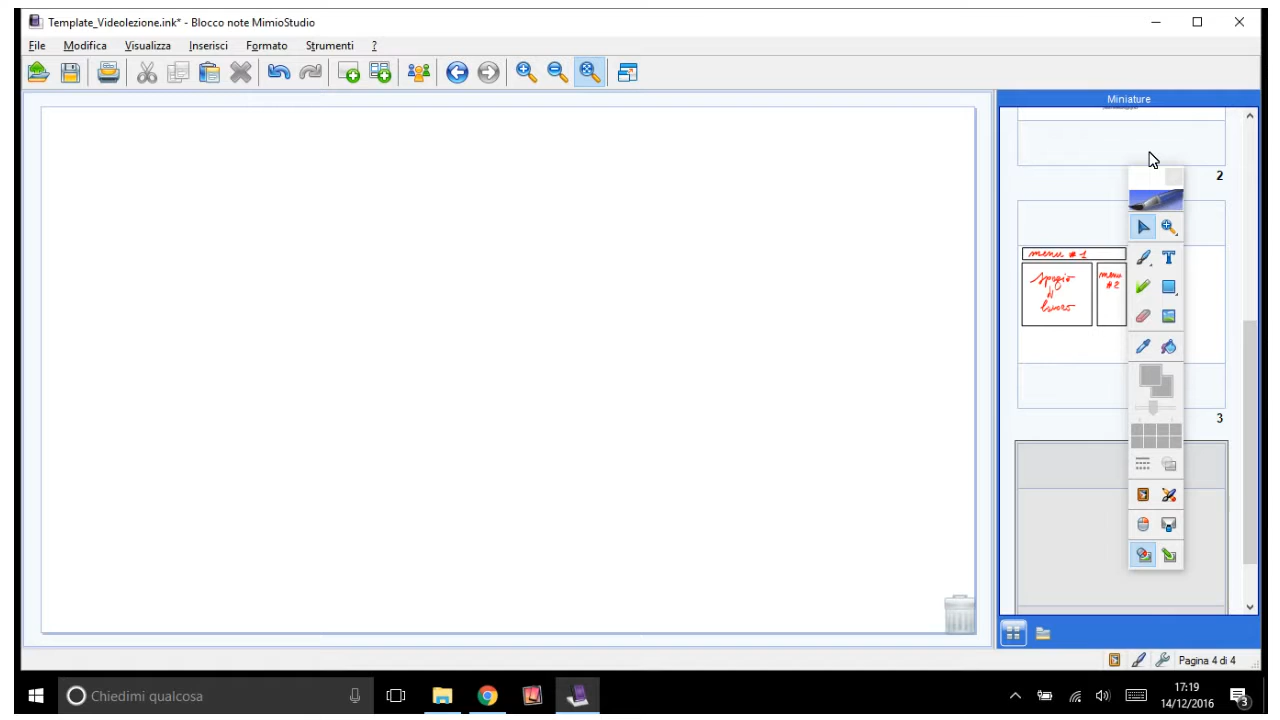 Template_Videolezione.ink* - Blocco note MimioStudio
File Modifica Visualizza Inserisci Formato Strumenti ?
Miniature
2
menu #1
Spazio di lavoro
menu #2
3
Pagina 4 di 4
Chiedimi qualcosa
17:19
14/12/2016
3